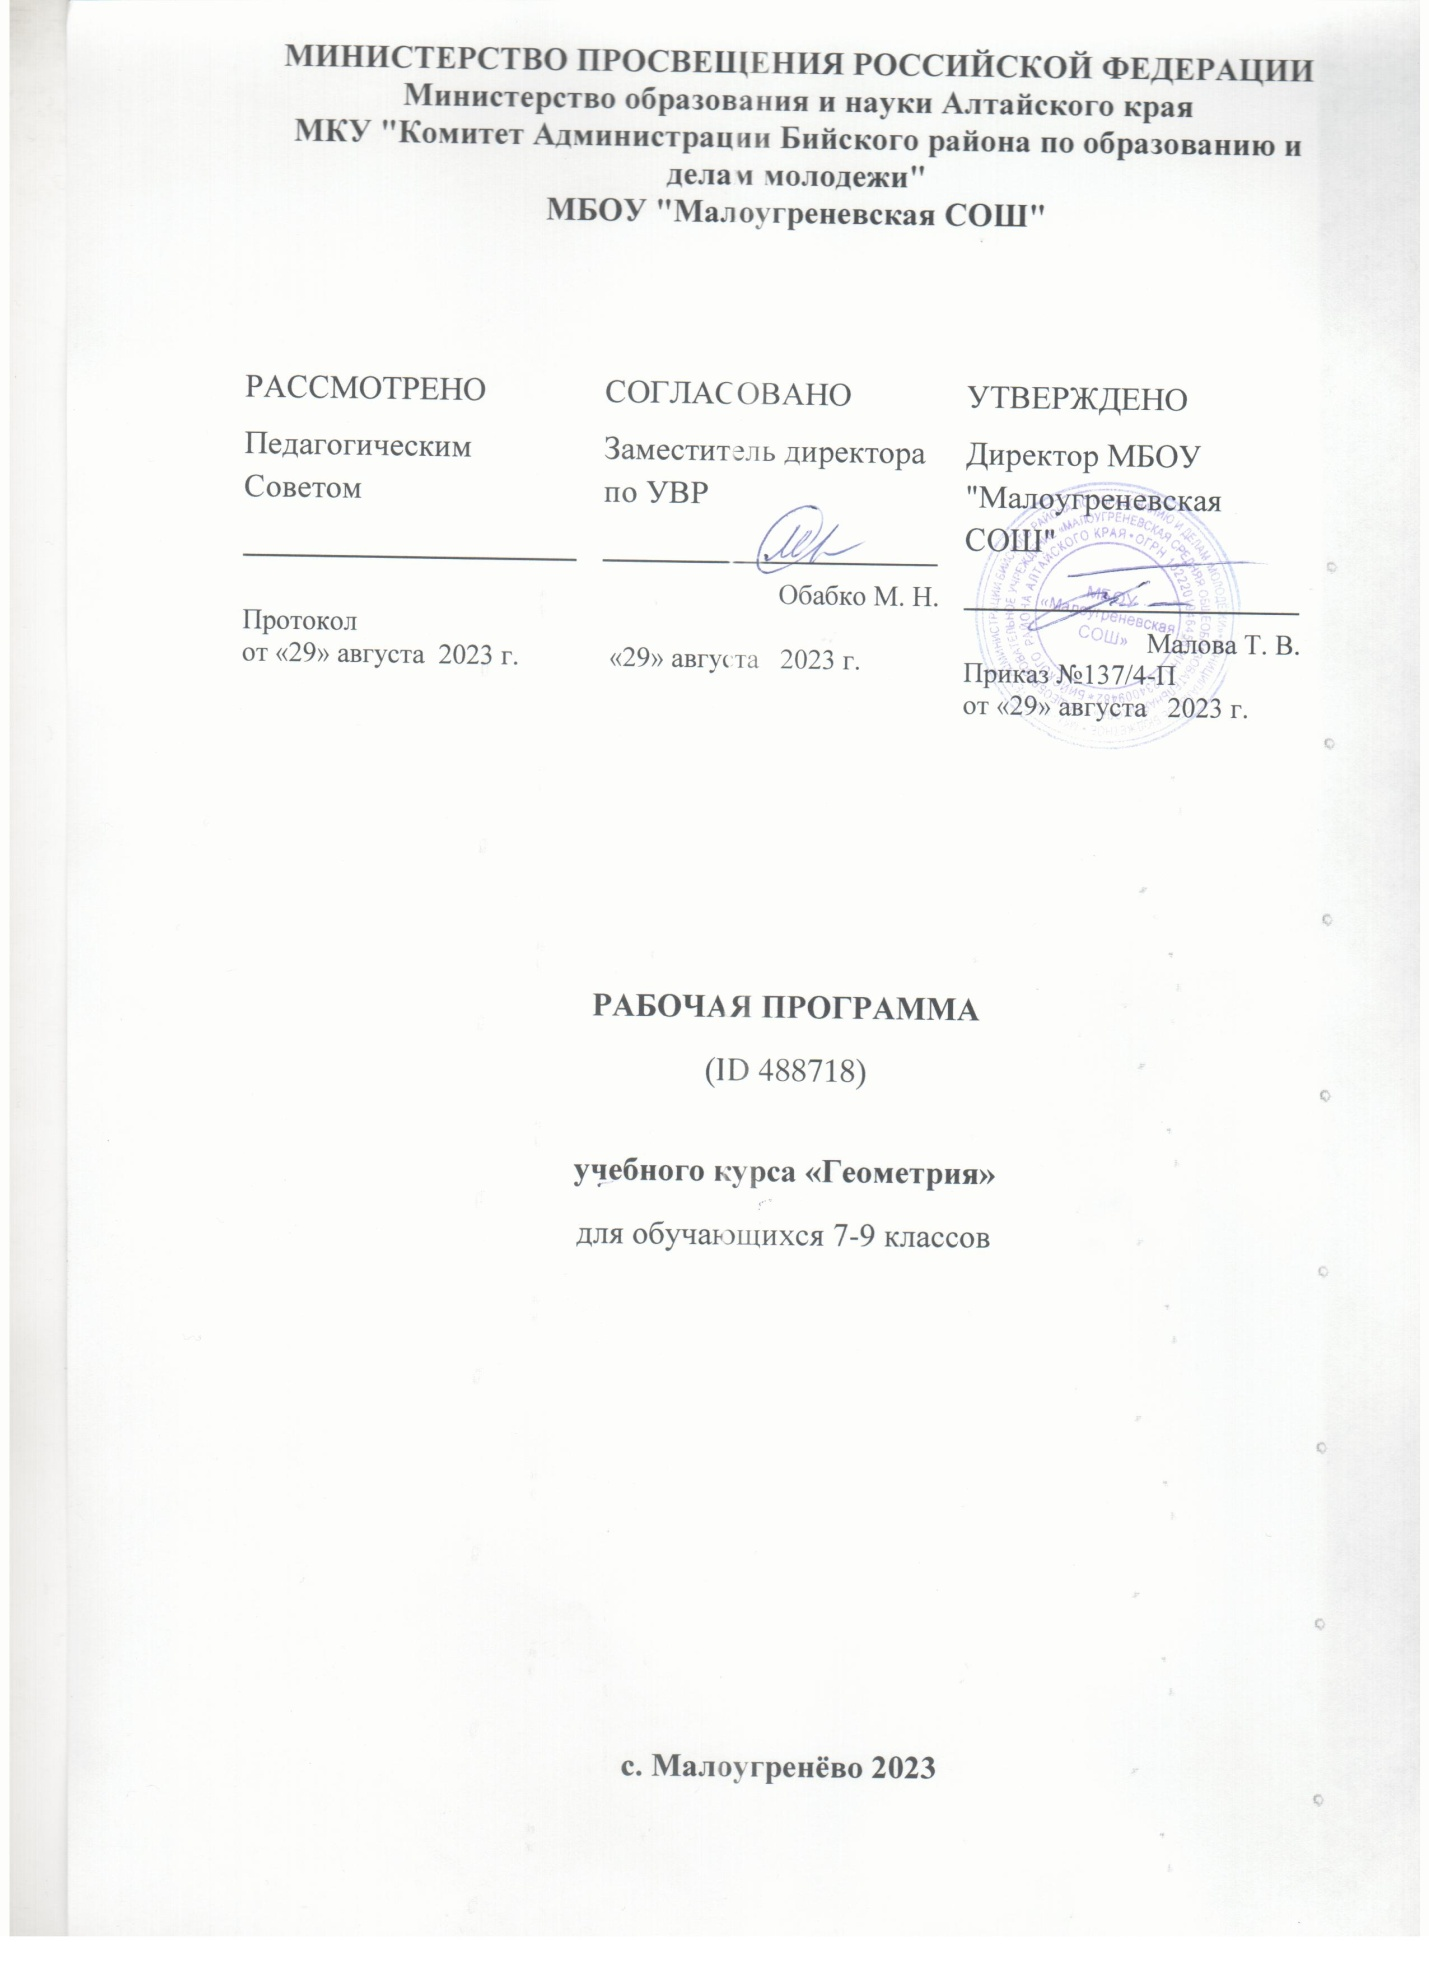 МИНИСТЕРСТВО ПРОСВЕЩЕНИЯ РОССИЙСКОЙ ФЕДЕРАЦИИ
Министерство образования и науки Алтайского края
МКУ "Комитет Администрации Бийского района по образованию и
делам молодежи"
МБОУ "Малоугреневская СОШ"
РАССМОТРЕНО
Педагогическим
Советом
Протокол
от «29» августа 2023 г.
СОГЛАСОВАНО
Заместитель директора
по УВР
Обабко М. Н.
«29» августа 2023 г.
УТВЕРЖДЕНО
Директор МБОУ
"Малоугреневская
СОШ"
Малова Т. В.
Приказ №137/4-П
от «29» августа 2023 г.
МБОУ
«Малоугреневская
СОШ»
РАБОЧАЯ ПРОГРАММА
(ID 488718)
учебного курса «Геометрия»
для обучающихся 7-9 классов
с. Малоугренёво 2023